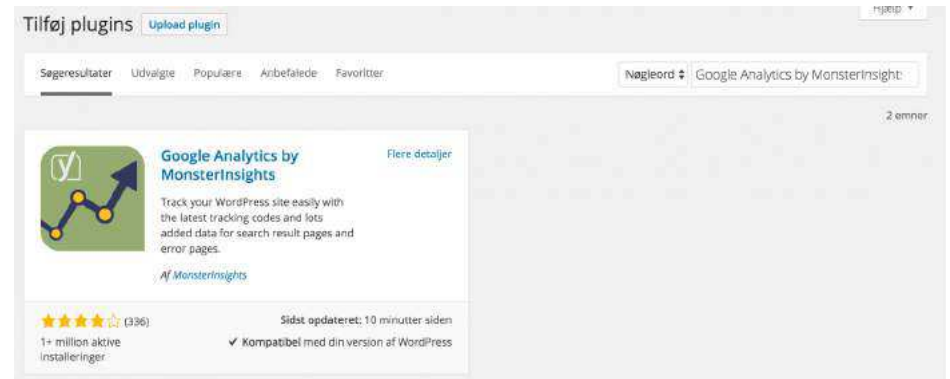 Hjælp
Tilføj plugins Upload plugin
Søgeresultater Udvalgte Populære Anbefalede Favoritter Nøgleord Google Analytics by MonsterInsight
2 emner
Google Analytics by MonsterInsights Flere detaljer
Track your WordPress site easily with
the latest tracking codes and lots
added data for search result pages and
error pages.
Af MonsterInsights
(336) Sidst opdateret: 10 minutter siden
1+ million aktive installeringer ✔ Kompatibel med din version af WordPress